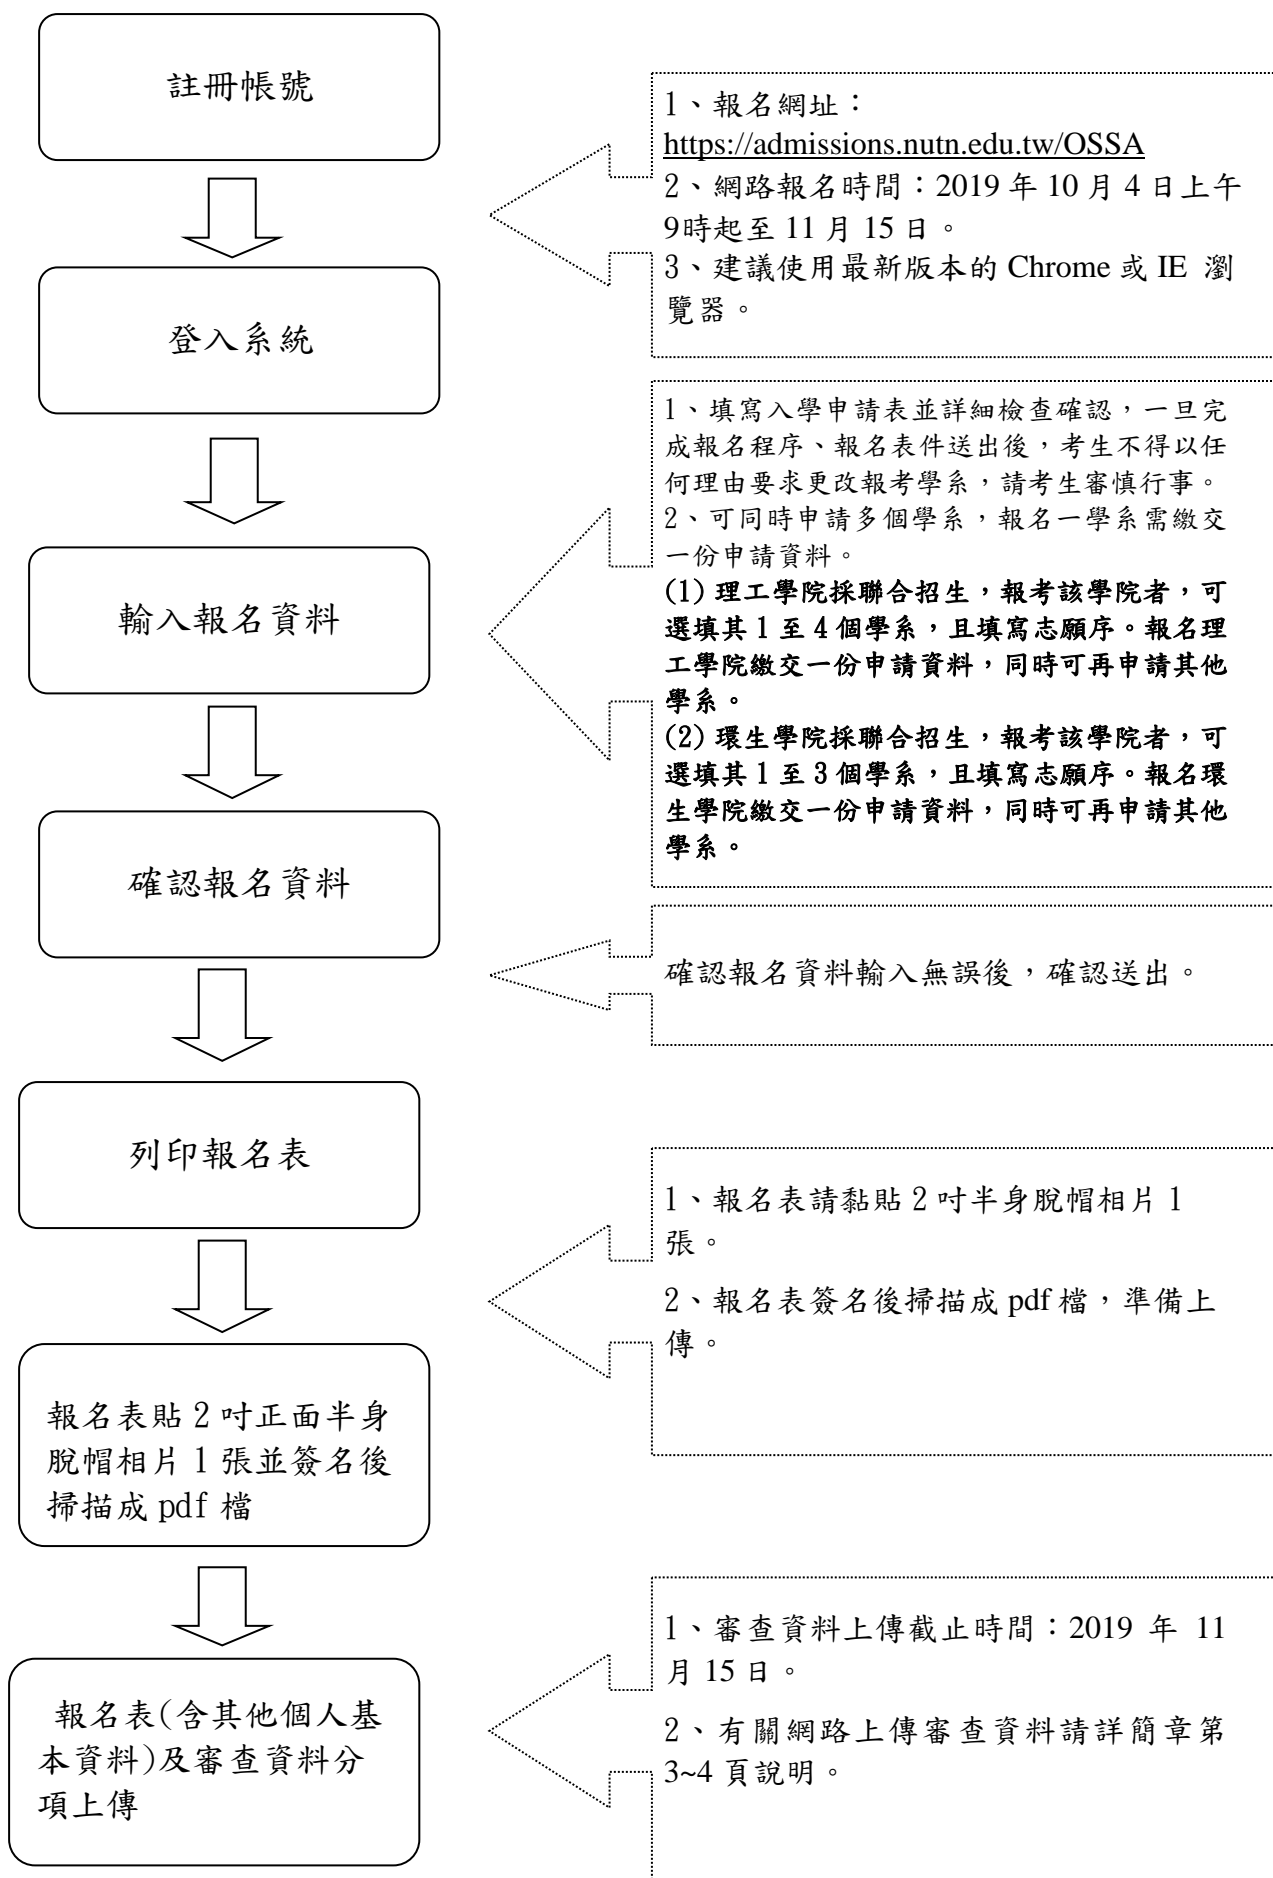 註冊帳號
1、報名網址：
https://admissions.nutn.edu.tw/OSSA
2、網路報名時間：2019 年 10 月 4 日上午
9時起至 11 月 15 日。
3、建議使用最新版本的 Chrome 或 IE 瀏
覽器。
登入系統
1、填寫入學申請表並詳細檢查確認，一旦完
成報名程序、報名表件送出後，考生不得以任
何理由要求更改報考學系，請考生審慎行事。
2、可同時申請多個學系，報名一學系需繳交
一份申請資料。
(1) 理工學院採聯合招生，報考該學院者，可
選填其 1 至 4 個學系，且填寫志願序。報名理
工學院繳交一份申請資料，同時可再申請其他
學系。
(2) 環生學院採聯合招生，報考該學院者，可
選填其 1 至 3 個學系，且填寫志願序。報名環
生學院繳交一份申請資料，同時可再申請其他
學系。
輸入報名資料
確認報名資料
確認報名資料輸入無誤後，確認送出。
列印報名表
1、報名表請黏貼 2 吋半身脫帽相片 1
張。
2、報名表簽名後掃描成 pdf 檔，準備上
傳。
報名表貼 2 吋正面半身
脫帽相片 1 張並簽名後
掃描成 pdf 檔
1、審查資料上傳截止時間：2019 年 11
月 15 日。
2、有關網路上傳審查資料請詳簡章第
3~4 頁說明。
報名表(含其他個人基
本資料)及審查資料分
項上傳